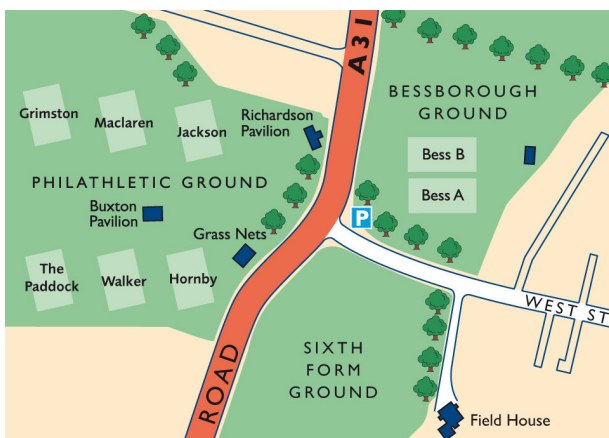 A31
BESSBOROUGH
GROUND
Grimston
Maclaren
Jackson
Richardson
Pavilion
Bess B
PHILATHLETIC GROUND
Bess A
Buxton
Pavilion
P
Grass Nets
The
Paddock
Walker
Hornby
WEST ST
SIXTH
FORM
GROUND
ROAD
Field House